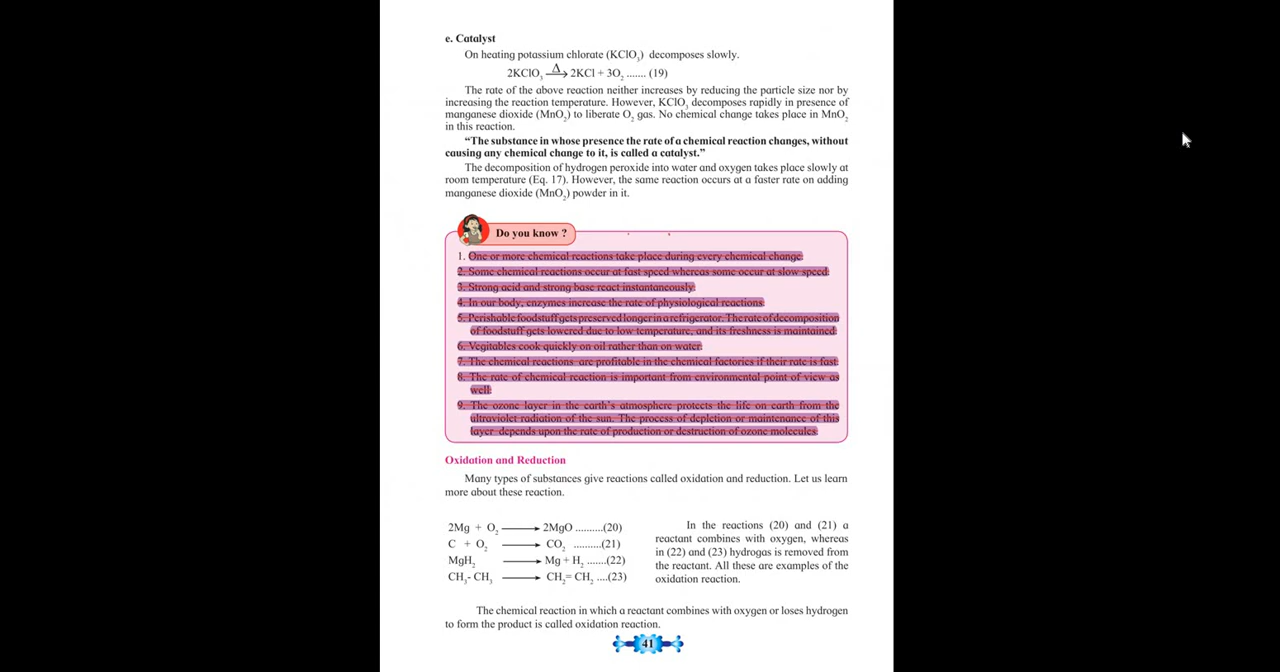 e. Catalyst
On heating potassium chlorate (KClO₃) decomposes slowly.
2KClO₃ —Δ→ 2KCl + 3O₂ ....... (19)
The rate of the above reaction neither increases by reducing the particle size nor by
increasing the reaction temperature. However, KClO₃ decomposes rapidly in presence of
manganese dioxide (MnO₂) to liberate O₂ gas. No chemical change takes place in MnO₂
in this reaction.
“The substance in whose presence the rate of a chemical reaction changes, without
causing any chemical change to it, is called a catalyst.”
The decomposition of hydrogen peroxide into water and oxygen takes place slowly at
room temperature (Eq. 17). However, the same reaction occurs at a faster rate on adding
manganese dioxide (MnO₂) powder in it.
Do you know ?
1. One or more chemical reactions take place during every chemical change.
2. Some chemical reactions occur at fast speed whereas some occur at slow speed.
3. Strong acid and strong base react instantaneously.
4. In our body, enzymes increase the rate of physiological reactions.
5. Perishable foodstuff gets preserved longer in a refrigerator. The rate of decomposition
of foodstuff gets lowered due to low temperature, and its freshness is maintained.
6. Vegitables cook quickly on oil rather than on water.
7. The chemical reactions are profitable in the chemical factories if their rate is fast.
8. The rate of chemical reaction is important from environmental point of view as
well.
9. The ozone layer in the earth’s atmosphere protects the life on earth from the
ultraviolet radiation of the sun. The process of depletion or maintenance of this
layer depends upon the rate of production or destruction of ozone molecules.
Oxidation and Reduction
Many types of substances give reactions called oxidation and reduction. Let us learn
more about these reaction.
2Mg + O₂ ⟶ 2MgO ..........(20)
C + O₂ ⟶ CO₂ ..........(21)
MgH₂ ⟶ Mg + H₂ .......(22)
CH₃- CH₃ ⟶ CH₂= CH₂ ....(23)
In the reactions (20) and (21) a
reactant combines with oxygen, whereas
in (22) and (23) hydrogas is removed from
the reactant. All these are examples of the
oxidation reaction.
The chemical reaction in which a reactant combines with oxygen or loses hydrogen
to form the product is called oxidation reaction.
41